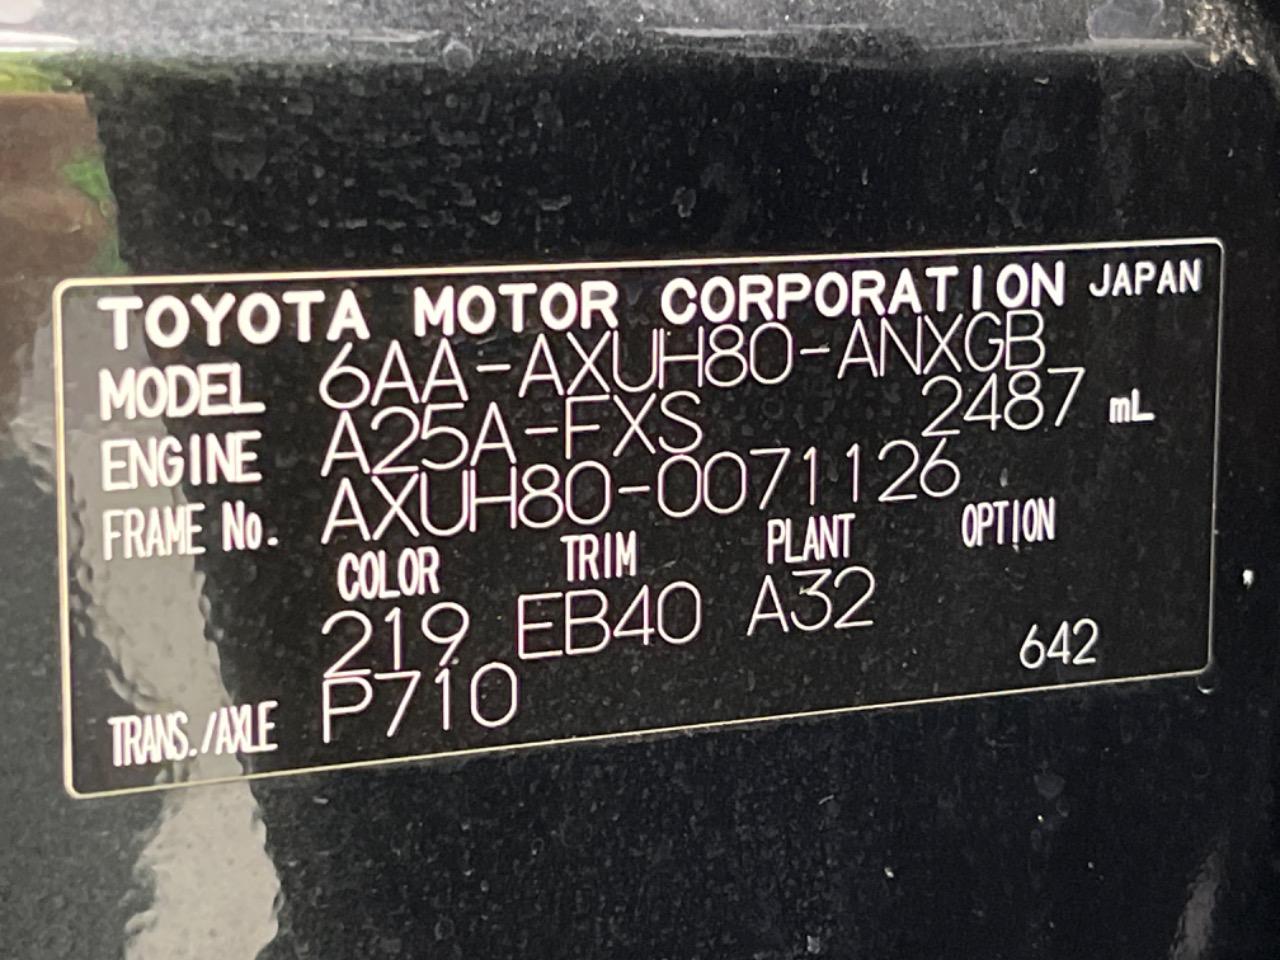 TOYOTA MOTOR CORPORATION JAPAN
MODEL 6AA-AXUH80-ANXGB
ENGINE A25A-FXS 2487 mL
FRAME No. AXUH80-0071126
COLOR TRIM PLANT OPTION
219 EB40 A32
642
TRANS./AXLE P710